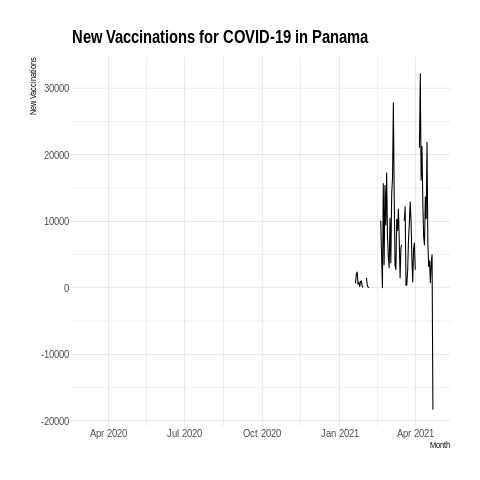 New Vaccinations for COVID-19 in Panama
New Vaccinations
30000
20000
10000
0
-10000
-20000
Apr 2020 Jul 2020 Oct 2020 Jan 2021 Apr 2021
Month